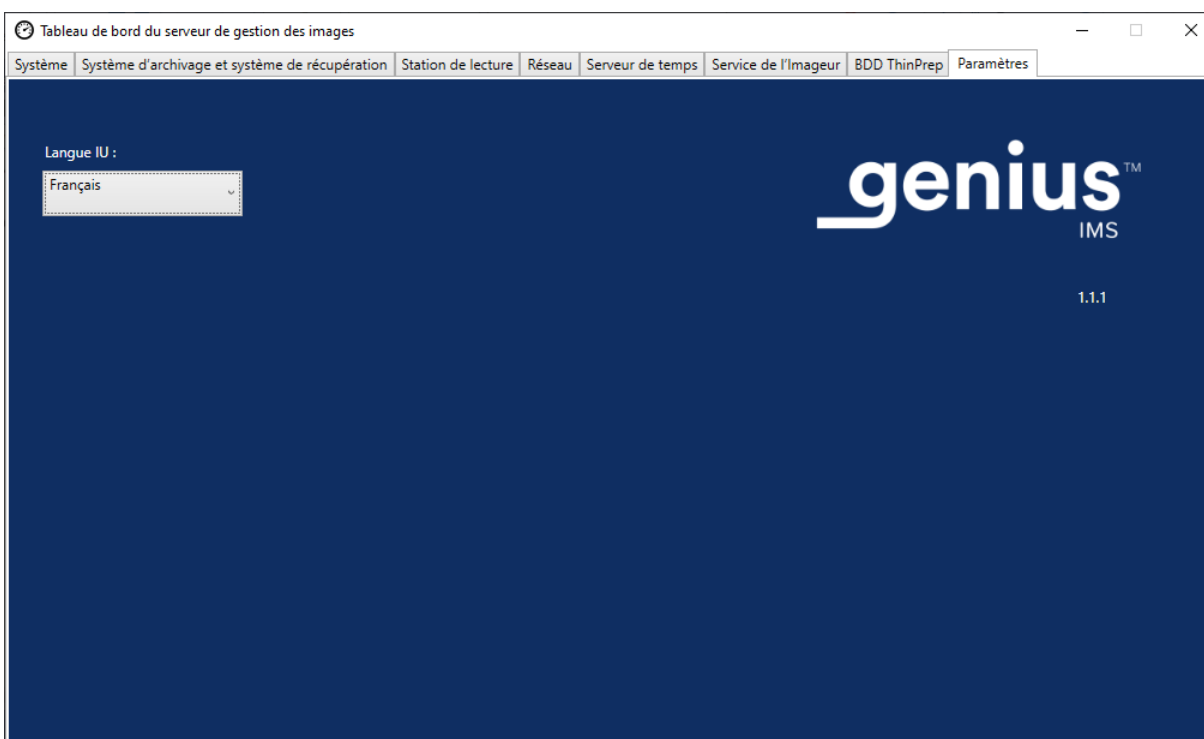 Tableau de bord du serveur de gestion des images
Système Système d’archivage et système de récupération Station de lecture Réseau Serveur de temps Service de l’Imageur BDD ThinPrep Paramètres
Langue IU :
Français
genius™
IMS
1.1.1